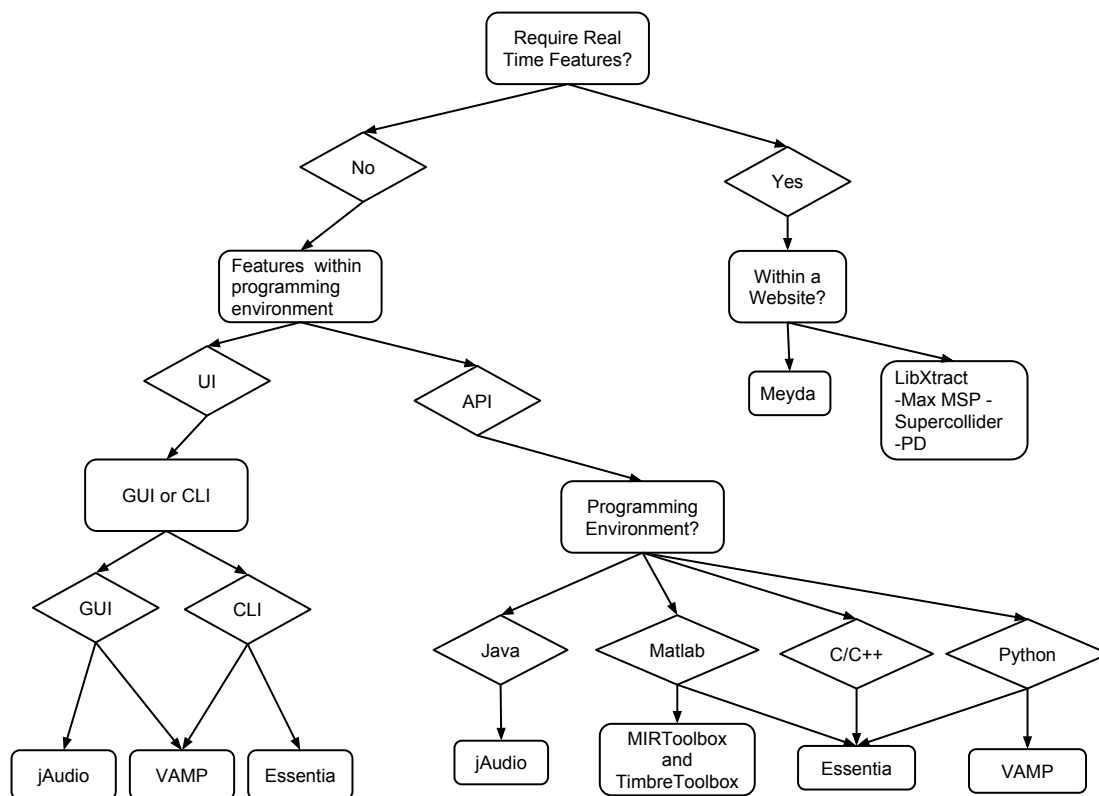 Require Real
Time Features?
No
Yes
Features within
programming
environment
Within a
Website?
UI
API
Meyda
LibXtract
-Max MSP -
Supercollider
-PD
GUI or CLI
Programming
Environment?
GUI
CLI
Java
Matlab
C/C++
Python
jAudio
VAMP
Essentia
jAudio
MIRToolbox
and
TimbreToolbox
Essentia
VAMP